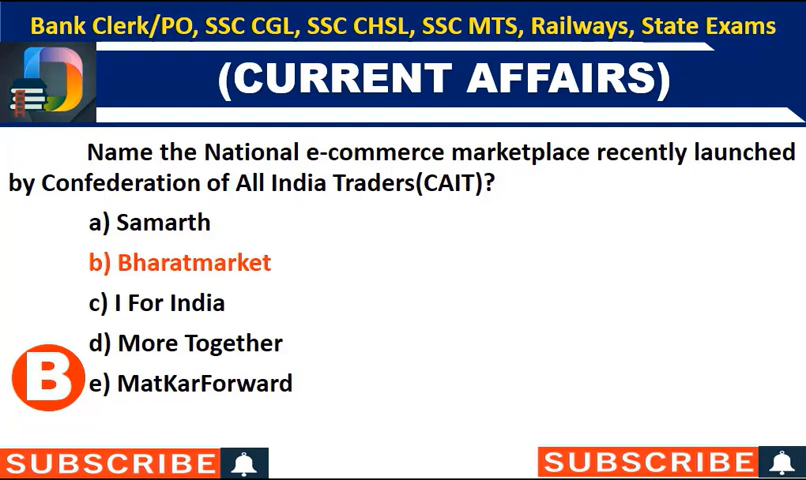 Bank Clerk/PO, SSC CGL, SSC CHSL, SSC MTS, Railways, State Exams
(CURRENT AFFAIRS)
Name the National e-commerce marketplace recently launched
by Confederation of All India Traders(CAIT)?
a) Samarth
b) Bharatmarket
c) I For India
d) More Together
B
e) MatKarForward
SUBSCRIBE
SUBSCRIBE